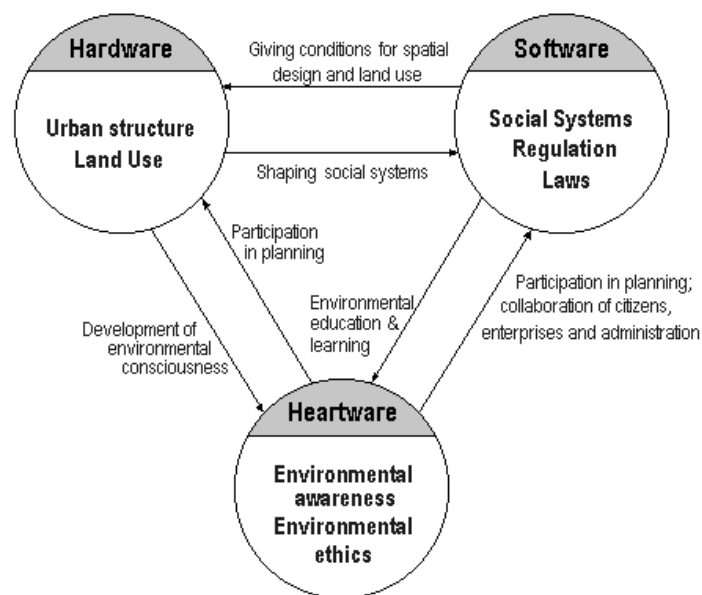 Hardware
Urban structure
Land Use
Giving conditions for spatial
design and land use
Shaping social systems
Software
Social Systems
Regulation
Laws
Participation
in planning
Development of
environmental
consciousness
Environmental
education &
learning
Participation in planning;
collaboration of citizens,
enterprises and administration
Heartware
Environmental
awareness
Environmental
ethics